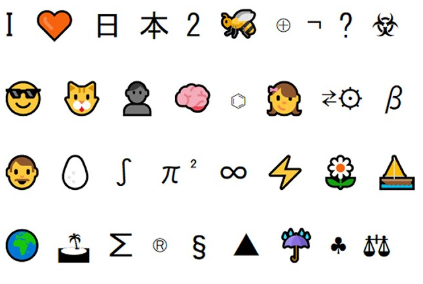 I 🧡 日 本 2 🐝 ⊕ ¬ ? ☣
😎 🐱 👤 🧠 ⌬ 👧 ⇄⛭ β
👨 🥚 ∫ π ² ∞ ⚡ 🌼 ⛵
🌍 🏝 ∑ ® § ▲ ☔ ♣ ⚖